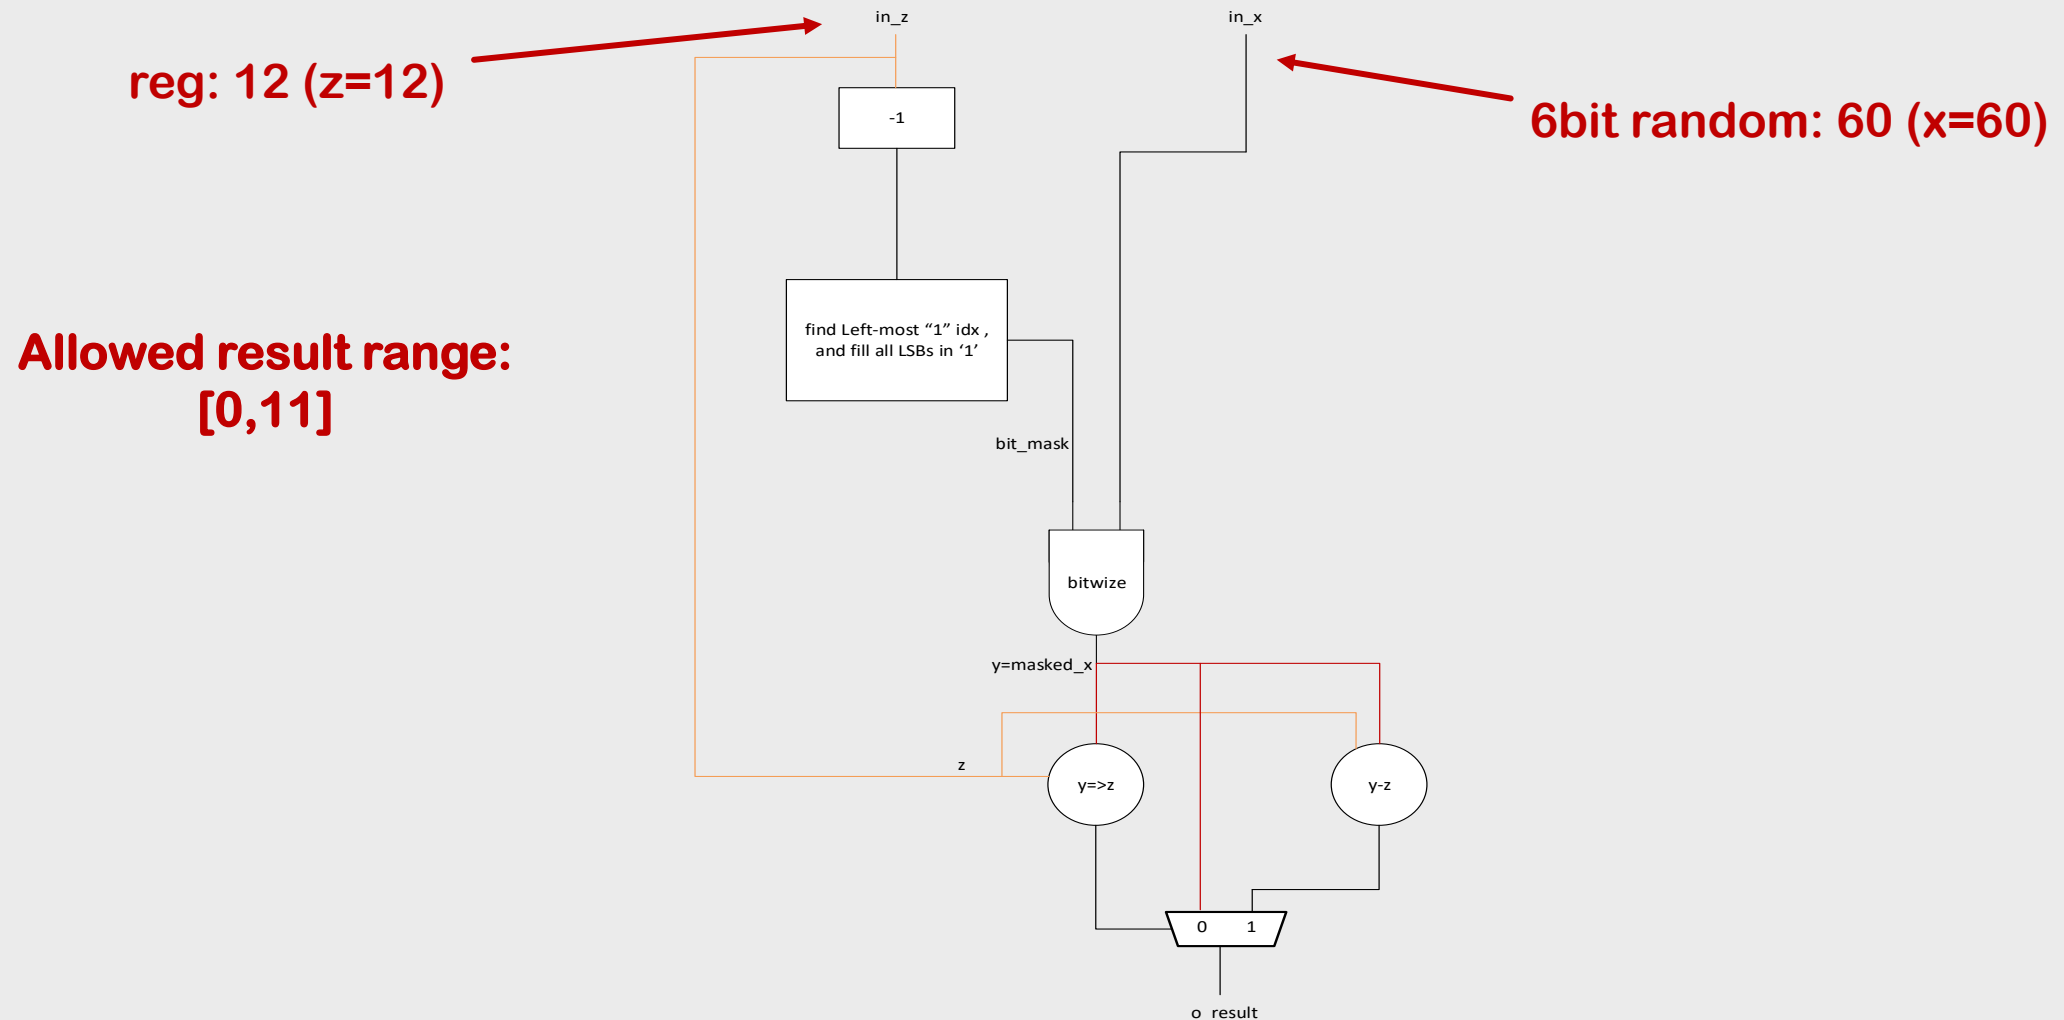 in_z
in_x
reg: 12 (z=12)
6bit random: 60 (x=60)
-1
find Left-most “1” idx ,
and fill all LSBs in ‘1’
Allowed result range:
[0,11]
bit_mask
bitwize
y=masked_x
z
y=>z
y-z
0 1
o_result